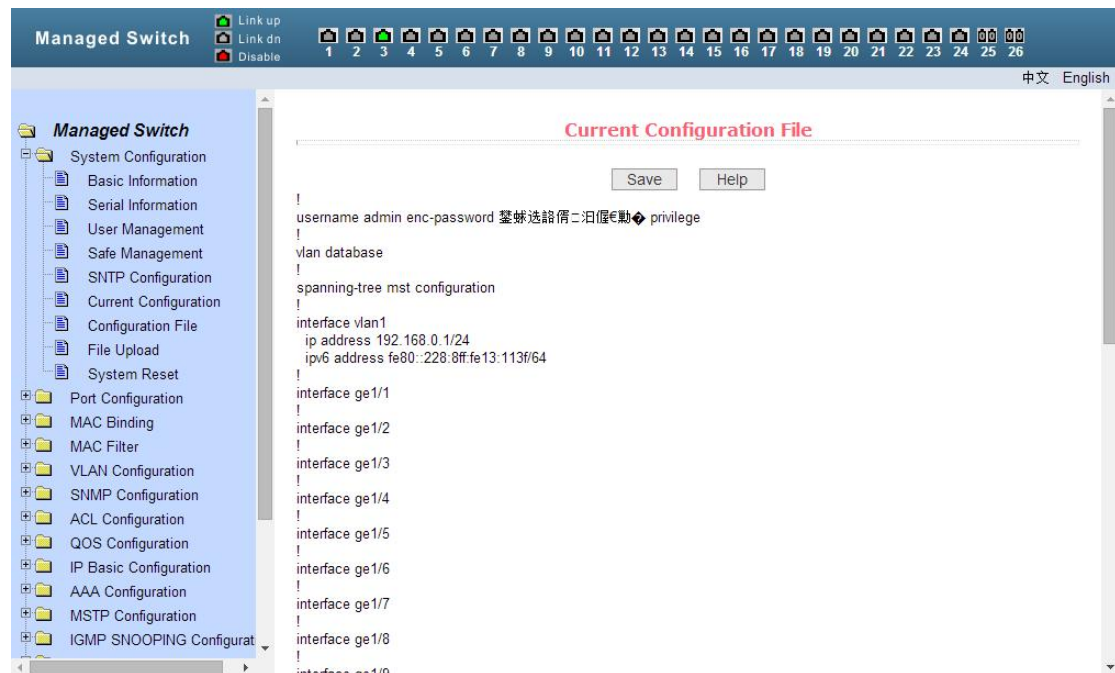 Managed Switch
Link up
Link dn
Disable
1 2 3 4 5 6 7 8 9 10 11 12 13 14 15 16 17 18 19 20 21 22 23 24 25 26
中文 English
Managed Switch
System Configuration
Basic Information
Serial Information
User Management
Safe Management
SNTP Configuration
Current Configuration
Configuration File
File Upload
System Reset
Port Configuration
MAC Binding
MAC Filter
VLAN Configuration
SNMP Configuration
ACL Configuration
QOS Configuration
IP Basic Configuration
AAA Configuration
MSTP Configuration
IGMP SNOOPING Configurat
Current Configuration File
Save Help
!
username admin enc-password privilege
!
vlan database
!
spanning-tree mst configuration
!
interface vlan1
ip address 192.168.0.1/24
ipv6 address fe80::228:8ff:fe13:113f/64
!
interface ge1/1
!
interface ge1/2
!
interface ge1/3
!
interface ge1/4
!
interface ge1/5
!
interface ge1/6
!
interface ge1/7
!
interface ge1/8
!
interface ge1/9